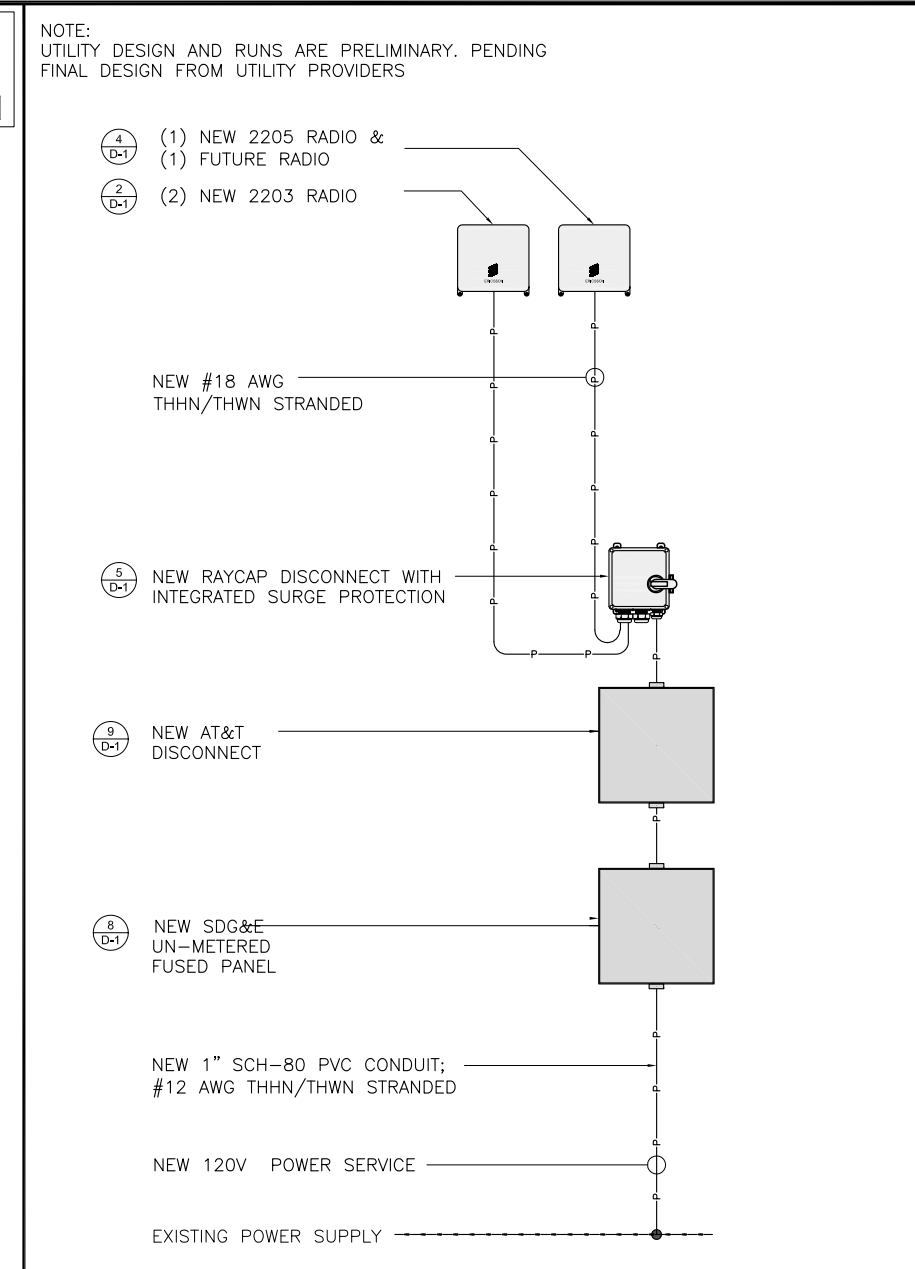 NOTE:
UTILITY DESIGN AND RUNS ARE PRELIMINARY. PENDING
FINAL DESIGN FROM UTILITY PROVIDERS
4
D-1
(1) NEW 2205 RADIO &
(1) FUTURE RADIO
2
D-1
(2) NEW 2203 RADIO
ERICSSON
ERICSSON
P
P
P
NEW #18 AWG
THHN/THWN STRANDED
P
P
P
P
P
P
P
P
5
D-1
NEW RAYCAP DISCONNECT WITH
INTEGRATED SURGE PROTECTION
P
P
P
P
P
9
D-1
NEW AT&T
DISCONNECT
P
8
D-1
NEW SDG&E
UN-METERED
FUSED PANEL
P
NEW 1" SCH-80 PVC CONDUIT;
#12 AWG THHN/THWN STRANDED
P
P
NEW 120V POWER SERVICE
P
EXISTING POWER SUPPLY